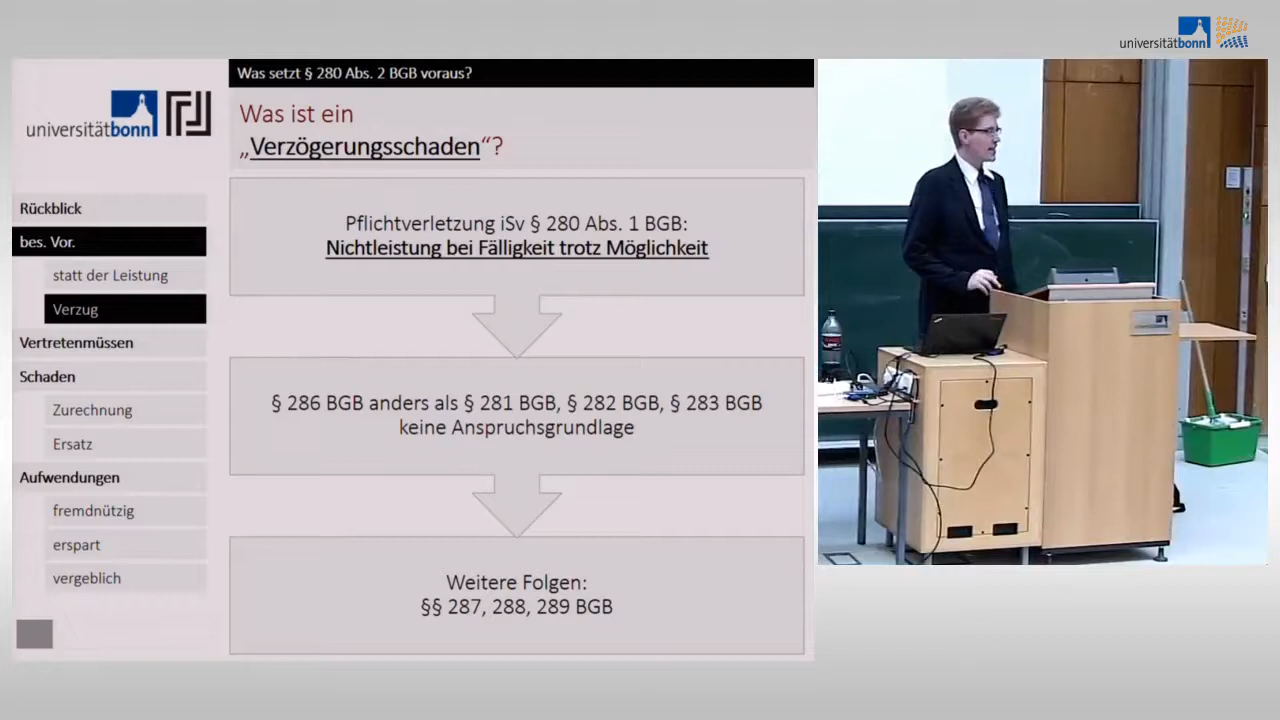 universitätbonn
Was setzt § 280 Abs. 2 BGB voraus?
universitätbonn
Was ist ein
„Verzögerungsschaden“?
Rückblick
bes. Vor.
statt der Leistung
Verzug
Vertretenmüssen
Schaden
Zurechnung
Ersatz
Aufwendungen
fremdnützig
erspart
vergeblich
Pflichtverletzung iSv § 280 Abs. 1 BGB:
Nichtleistung bei Fälligkeit trotz Möglichkeit
§ 286 BGB anders als § 281 BGB, § 282 BGB, § 283 BGB
keine Anspruchsgrundlage
Weitere Folgen:
§§ 287, 288, 289 BGB